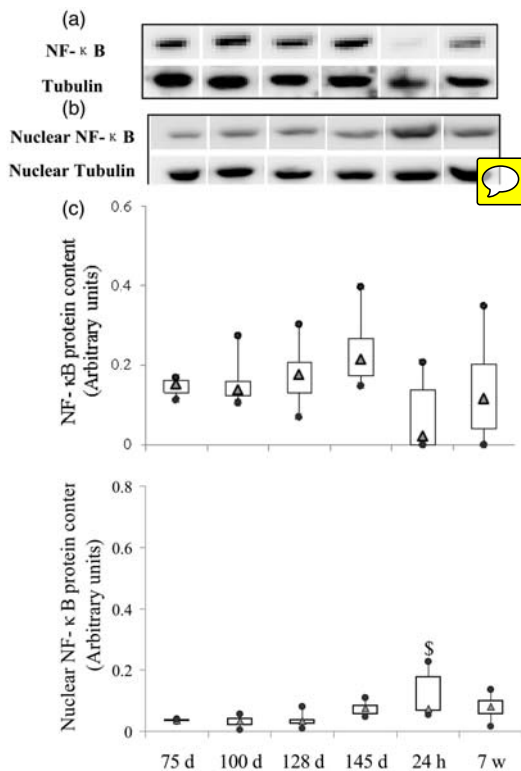 (a)
NF- κ B
Tubulin
(b)
Nuclear NF- κ B
Nuclear Tubulin
(c)
0.6
0.4
0.2
0
NF- κB protein content
(Arbitrary units)
0.8
0.6
0.4
0.2
0
Nuclear NF- κ B protein conter
(Arbitrary units)
$
75 d 100 d 128 d 145 d 24 h 7 w